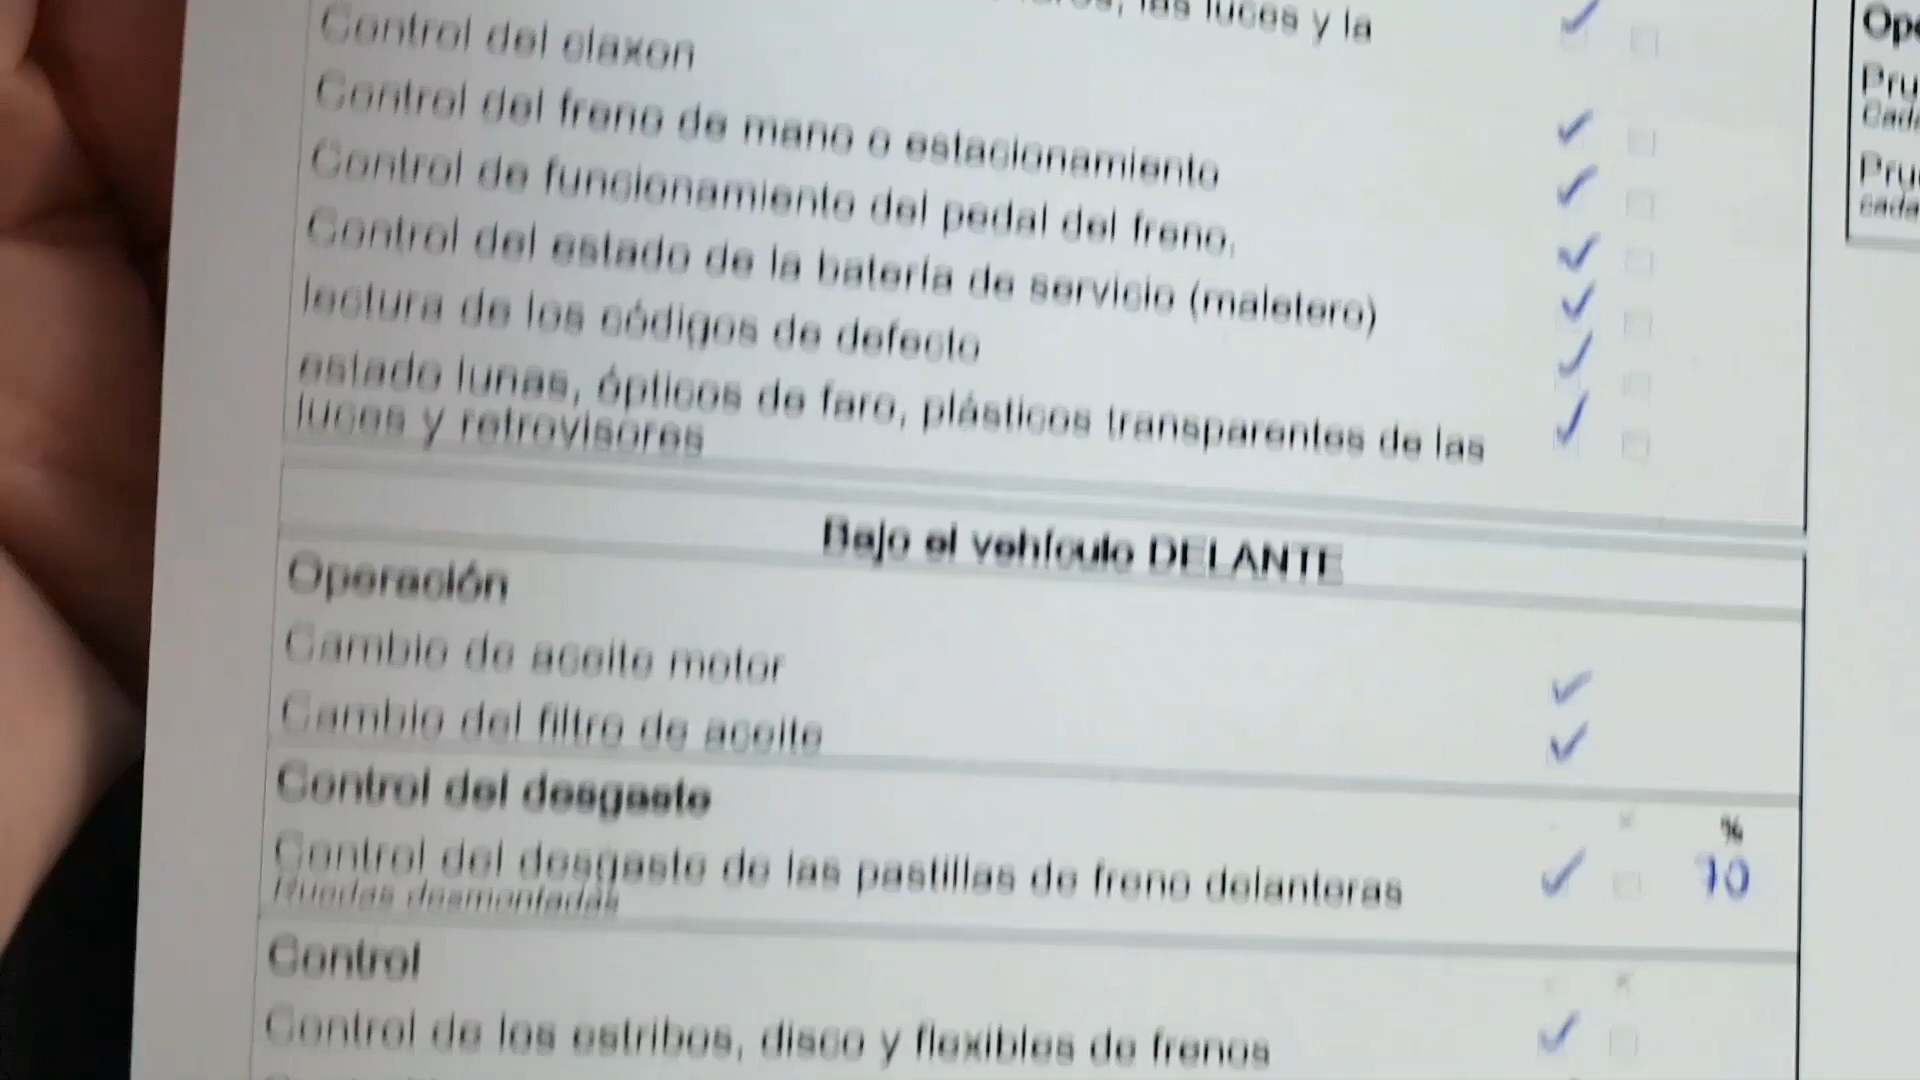 las luces y la
Control del claxon
Control del freno de mano o estacionamiento
Control de funcionamiento del pedal del freno.
Control del estado de la batería de servicio (maletero)
lectura de los códigos de defecto
estado lunas, ópticos de faro, plásticos transparentes de las
luces y retrovisores
Bajo el vehículo DELANTE
Operación
Cambio de aceite motor
Cambio del filtro de aceite
Control del desgaste
%
Control del desgaste de las pastillas de freno delanteras
10
Ruedas desmontadas
Control
Control de los estribos, disco y flexibles de frenos